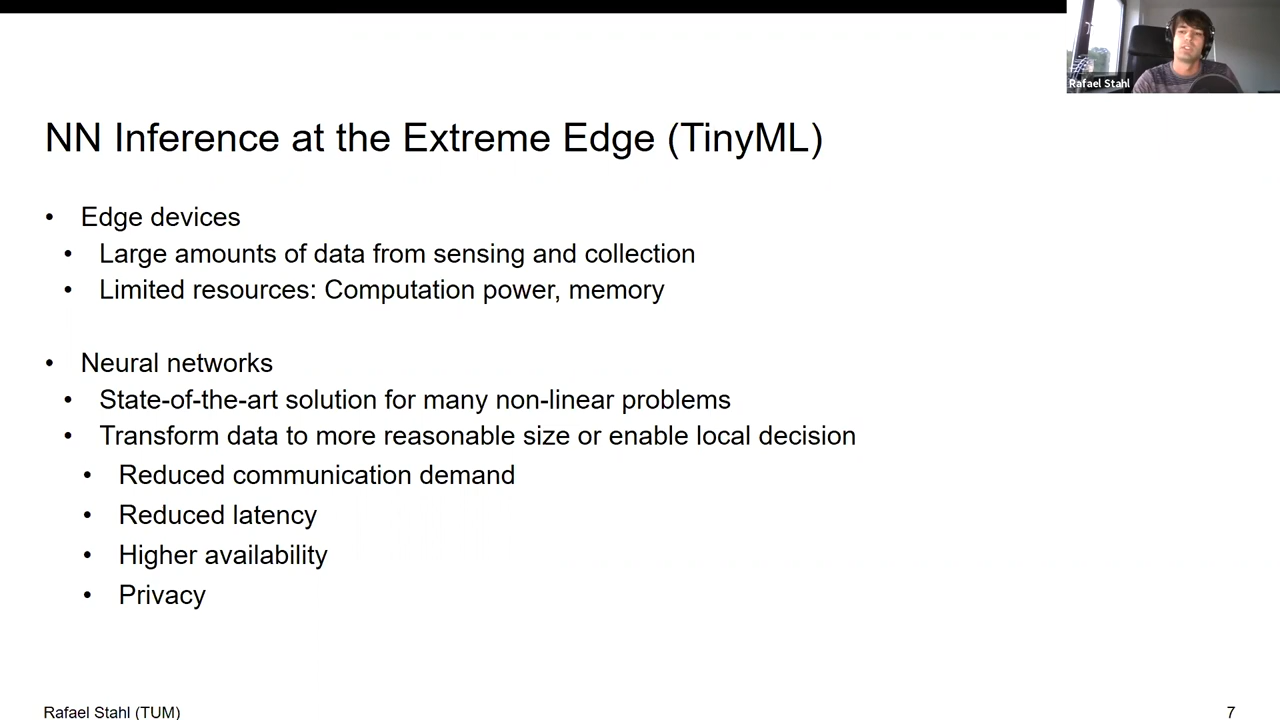 Rafael Stahl
NN Inference at the Extreme Edge (TinyML)
• Edge devices
• Large amounts of data from sensing and collection
• Limited resources: Computation power, memory
• Neural networks
• State-of-the-art solution for many non-linear problems
• Transform data to more reasonable size or enable local decision
• Reduced communication demand
• Reduced latency
• Higher availability
• Privacy
Rafael Stahl (TUM)
7